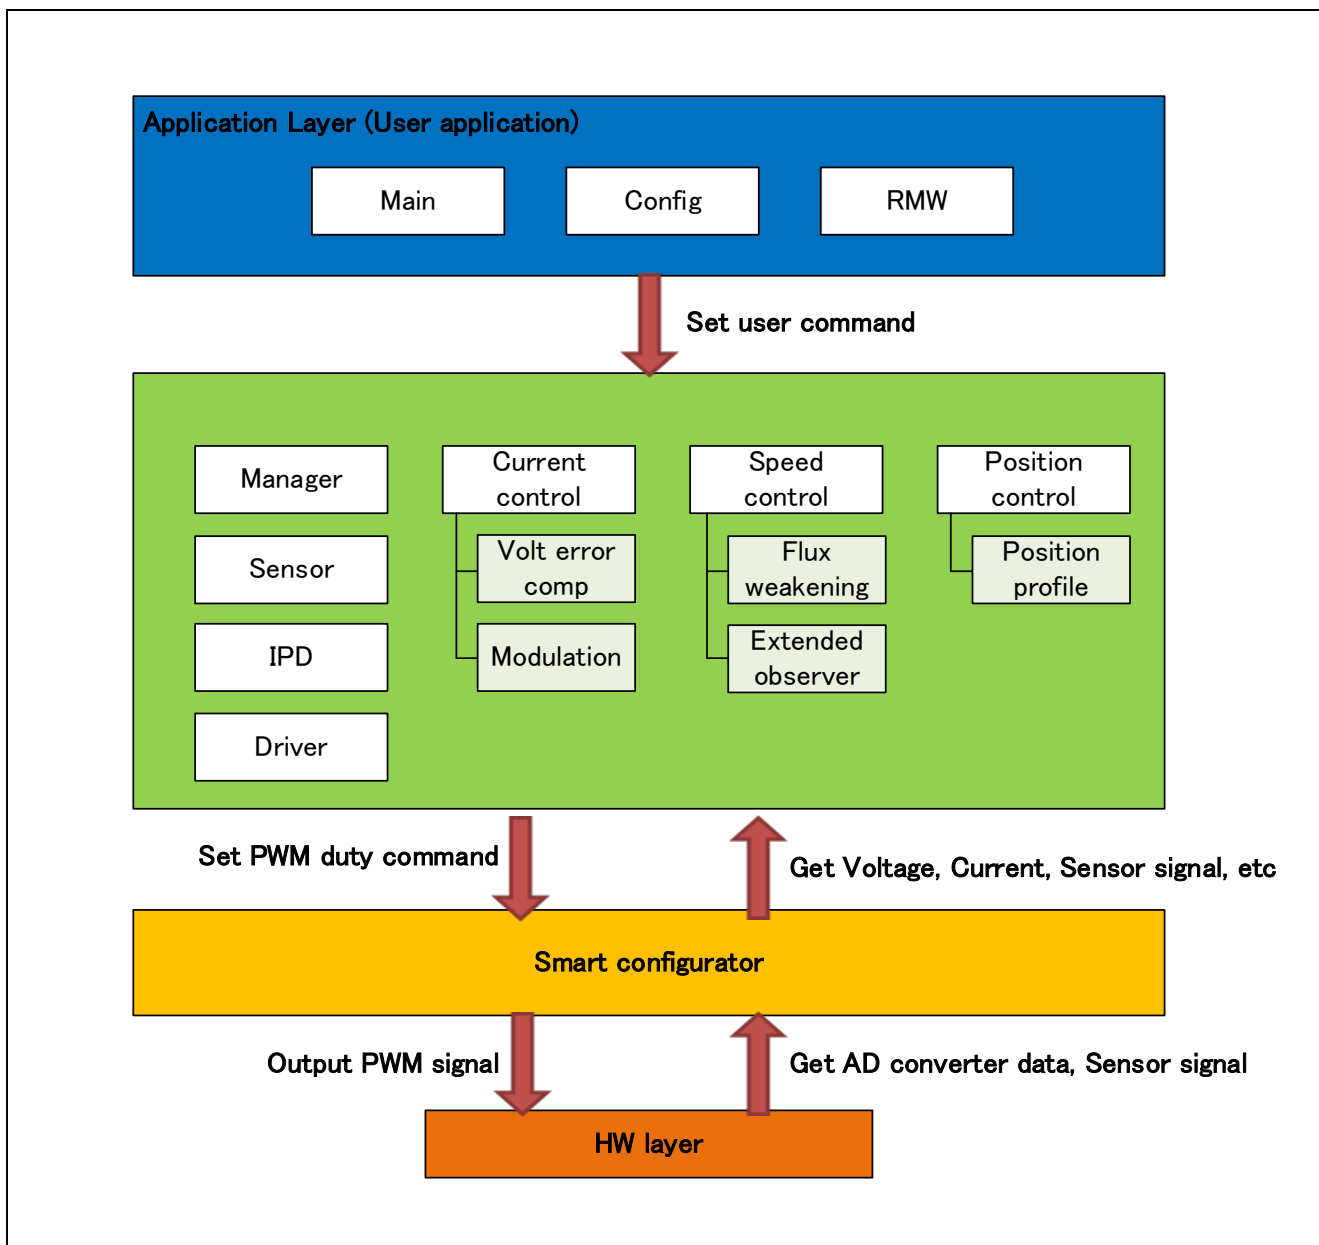 Application Layer (User application)
Main
Config
RMW
Set user command
Manager
Sensor
IPD
Driver
Current
control
Volt error
comp
Modulation
Speed
control
Flux
weakening
Extended
observer
Position
control
Position
profile
Set PWM duty command
Get Voltage, Current, Sensor signal, etc
Smart configurator
Output PWM signal
Get AD converter data, Sensor signal
HW layer